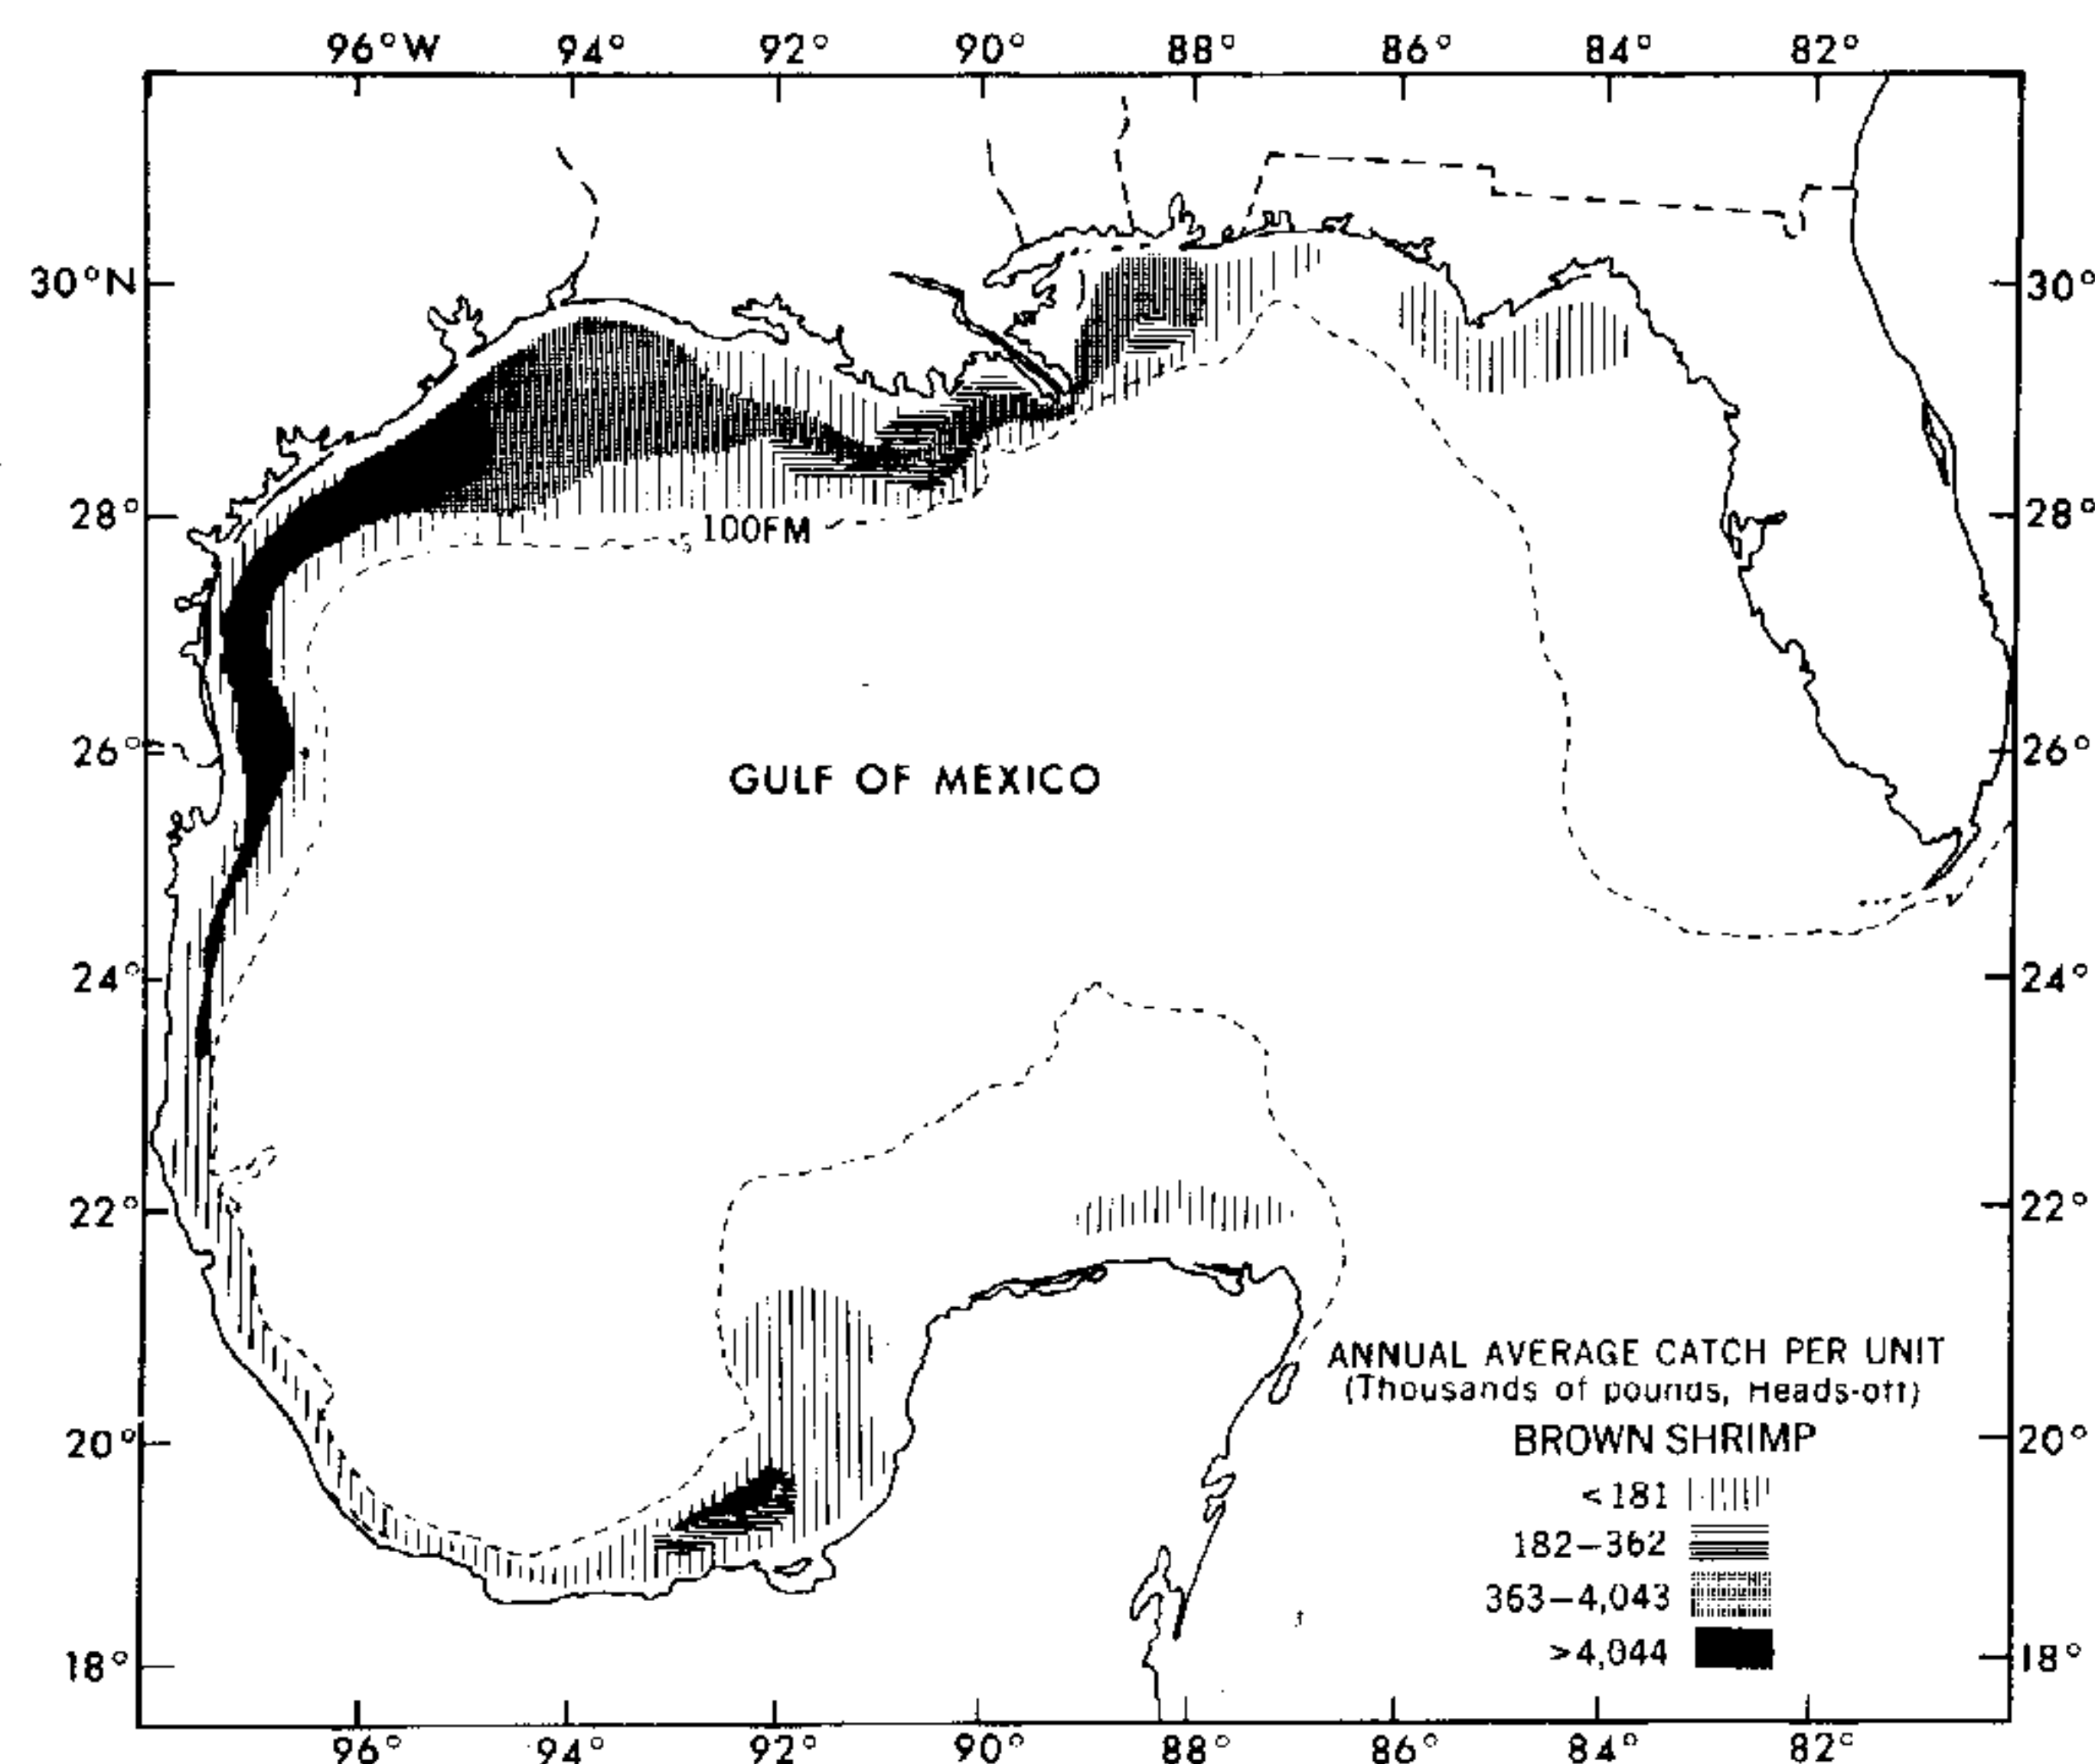 96°W 94° 92° 90° 88° 86° 84° 82°
30°N 30°
28° 28°
100FM
26° 26°
GULF OF MEXICO
24° 24°
22° 22°
ANNUAL AVERAGE CATCH PER UNIT
(Thousands of pounds, Heads-off)
20° 20°
BROWN SHRIMP
<181
182–362
363–4,043
>4,044
18° 18°
96° 94° 92° 90° 88° 86° 84° 82°